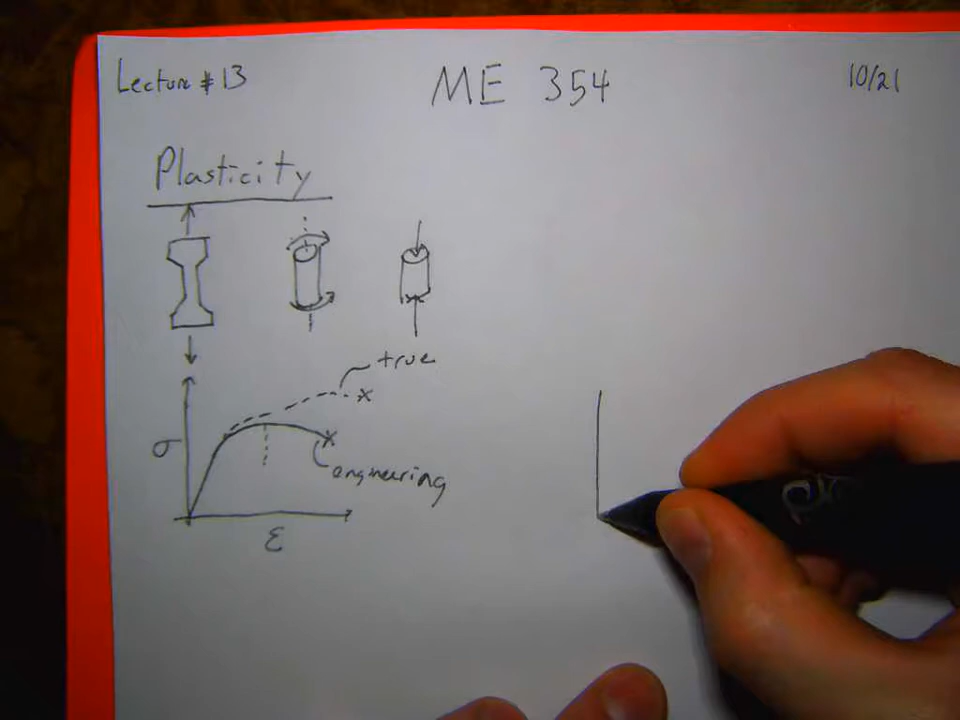 Lecture # 13
ME 354
10/21
Plasticity
true
σ
engineering
ε